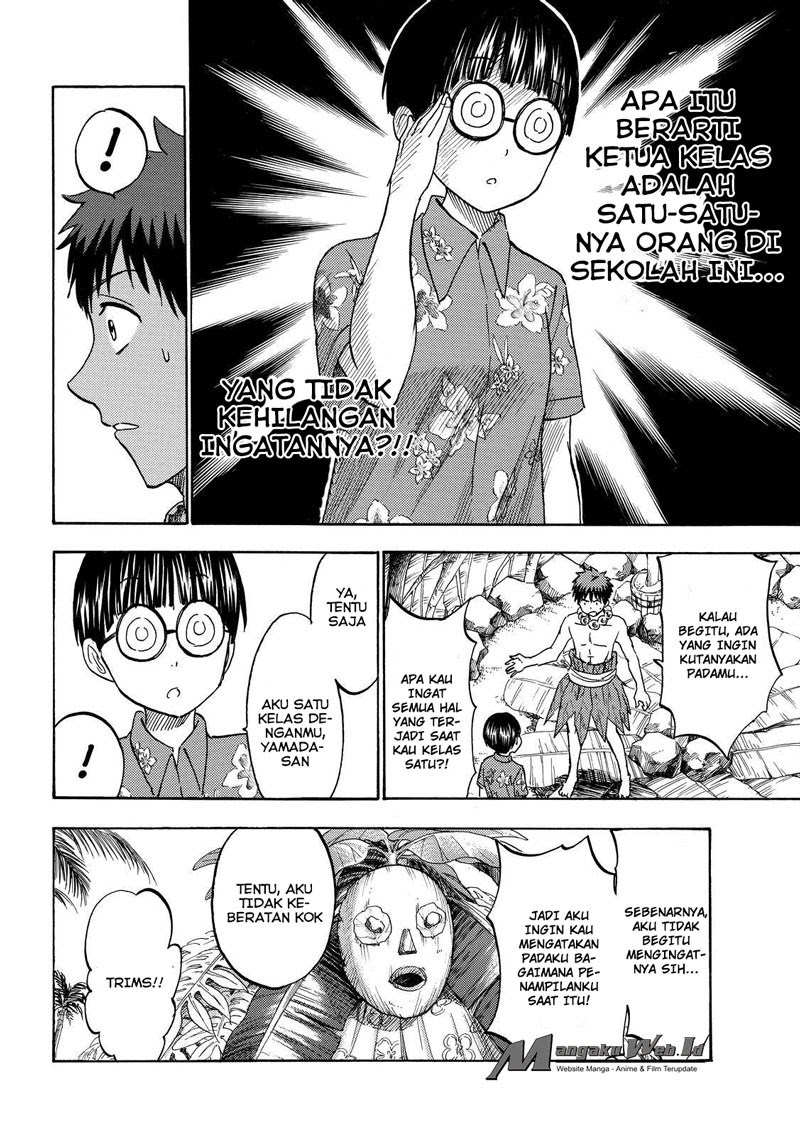 APA ITU
BERARTI
KETUA KELAS
ADALAH
SATU-SATU-
NYA ORANG DI
SEKOLAH INI...
YANG TIDAK
KEHILANGAN
INGATANNYA?!!
!
KALAU
BEGITU, ADA
YANG INGIN
KUTANYAKAN
PADAMU...
APA KAU
INGAT
SEMUA HAL
YANG TER-
JADI SAAT
KAU KELAS
SATU?!
YA,
TENTU
SAJA
AKU SATU
KELAS DE-
NGANMU,
YAMADA-
SAN
!
SEBENARNYA,
AKU TIDAK
BEGITU
MENGINGAT-
NYA SIH...
JADI AKU
INGIN KAU
MENGATAKAN
PADAKU BA-
GAIMANA PE-
NAMPILANKU
SAAT ITU!
TENTU, AKU
TIDAK KE-
BERATAN KOK
TRIMS!!
MangakuWeb.Id
Website Manga - Anime & Film Terupdate